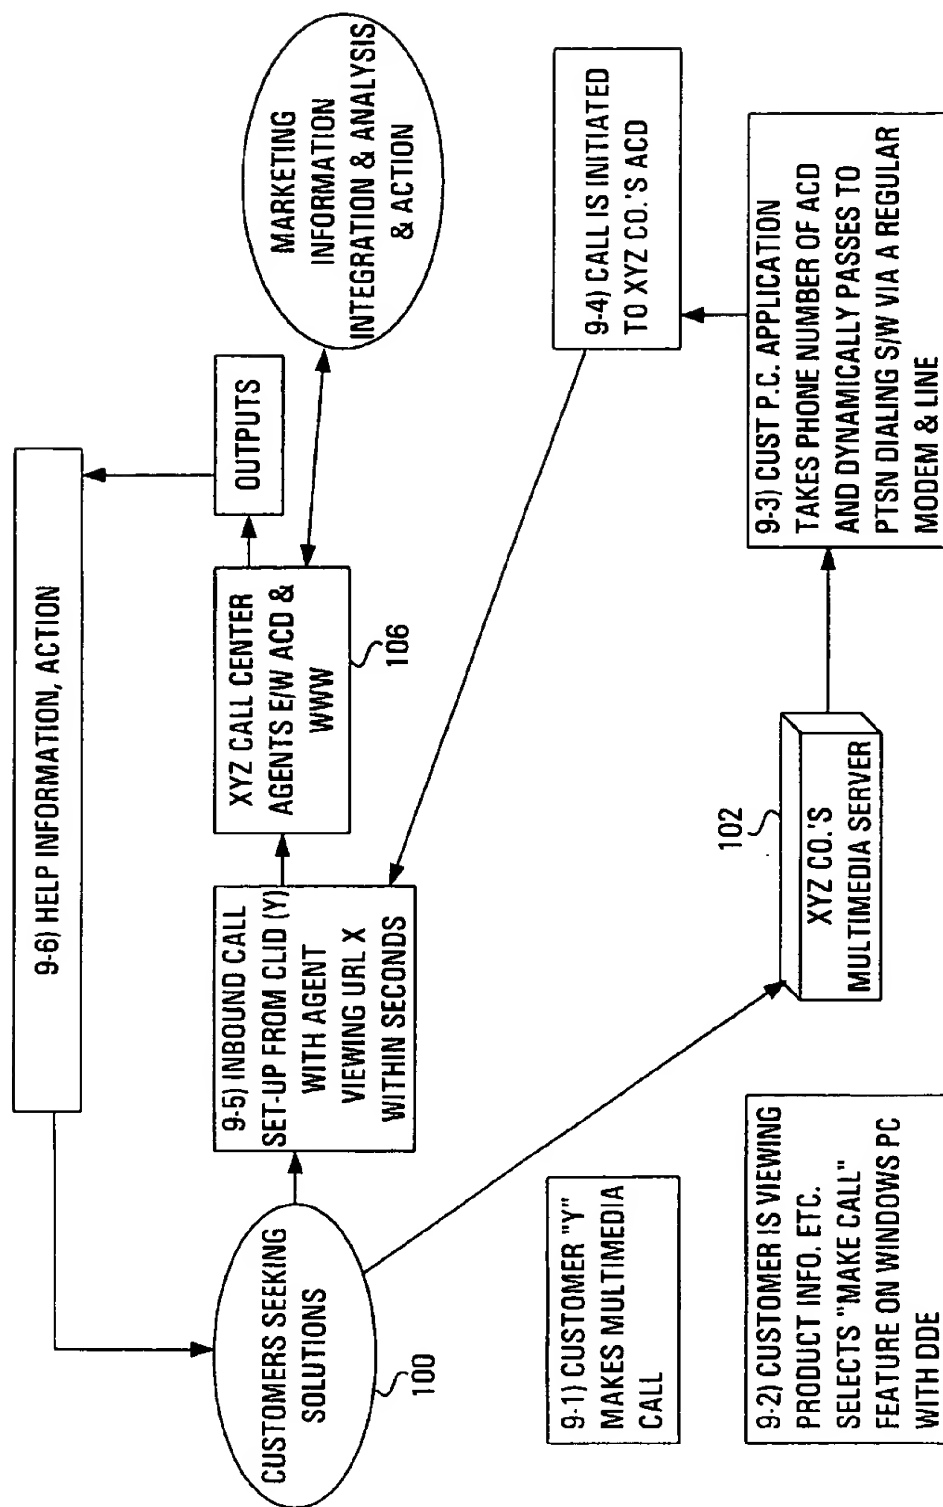 9-6) HELP INFORMATION, ACTION
CUSTOMERS SEEKING
SOLUTIONS
100
9-5) INBOUND CALL
SET-UP FROM CLID (Y)
WITH AGENT
VIEWING URL X
WITHIN SECONDS
XYZ CALL CENTER
AGENTS E/W ACD &
WWW
106
OUTPUTS
MARKETING
INFORMATION
INTEGRATION & ANALYSIS
& ACTION
9-1) CUSTOMER "Y"
MAKES MULTIMEDIA
CALL
9-4) CALL IS INITIATED
TO XYZ CO.'S ACD
9-2) CUSTOMER IS VIEWING
PRODUCT INFO. ETC.
SELECTS "MAKE CALL"
FEATURE ON WINDOWS PC
WITH DDE
102
XYZ CO.'S
MULTIMEDIA SERVER
9-3) CUST P.C. APPLICATION
TAKES PHONE NUMBER OF ACD
AND DYNAMICALLY PASSES TO
PTSN DIALING S/W VIA A REGULAR
MODEM & LINE